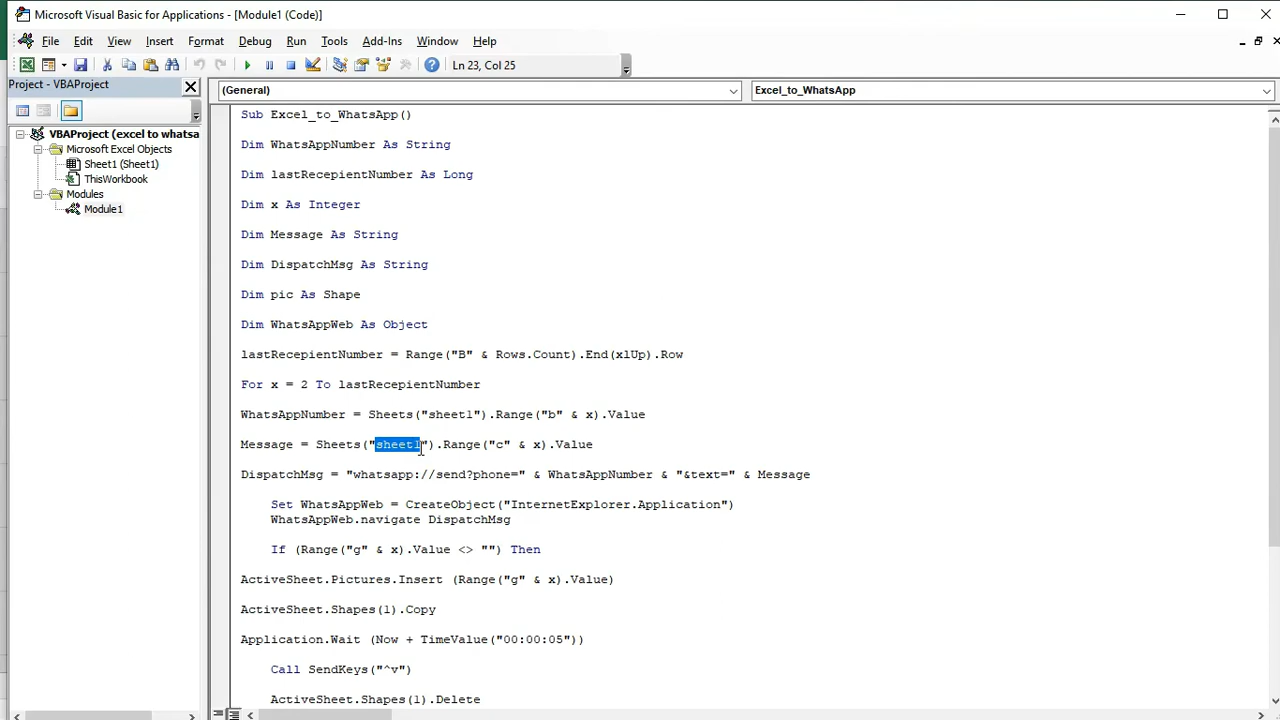 Microsoft Visual Basic for Applications - [Module1 (Code)]
File Edit View Insert Format Debug Run Tools Add-Ins Window Help
Ln 23, Col 25
Project - VBAProject
(General)
Excel_to_WhatsApp
VBAProject (excel to whatsa
Microsoft Excel Objects
Sheet1 (Sheet1)
ThisWorkbook
Modules
Module1
Sub Excel_to_WhatsApp()
Dim WhatsAppNumber As String
Dim lastRecepientNumber As Long
Dim x As Integer
Dim Message As String
Dim DispatchMsg As String
Dim pic As Shape
Dim WhatsAppWeb As Object
lastRecepientNumber = Range("B" & Rows.Count).End(xlUp).Row
For x = 2 To lastRecepientNumber
WhatsAppNumber = Sheets("sheet1").Range("b" & x).Value
Message = Sheets("sheet1").Range("c" & x).Value
DispatchMsg = "whatsapp://send?phone=" & WhatsAppNumber & "&text=" & Message
Set WhatsAppWeb = CreateObject("InternetExplorer.Application")
WhatsAppWeb.navigate DispatchMsg
If (Range("g" & x).Value <> "") Then
ActiveSheet.Pictures.Insert (Range("g" & x).Value)
ActiveSheet.Shapes(1).Copy
Application.Wait (Now + TimeValue("00:00:05"))
Call SendKeys("^v")
ActiveSheet.Shapes(1).Delete